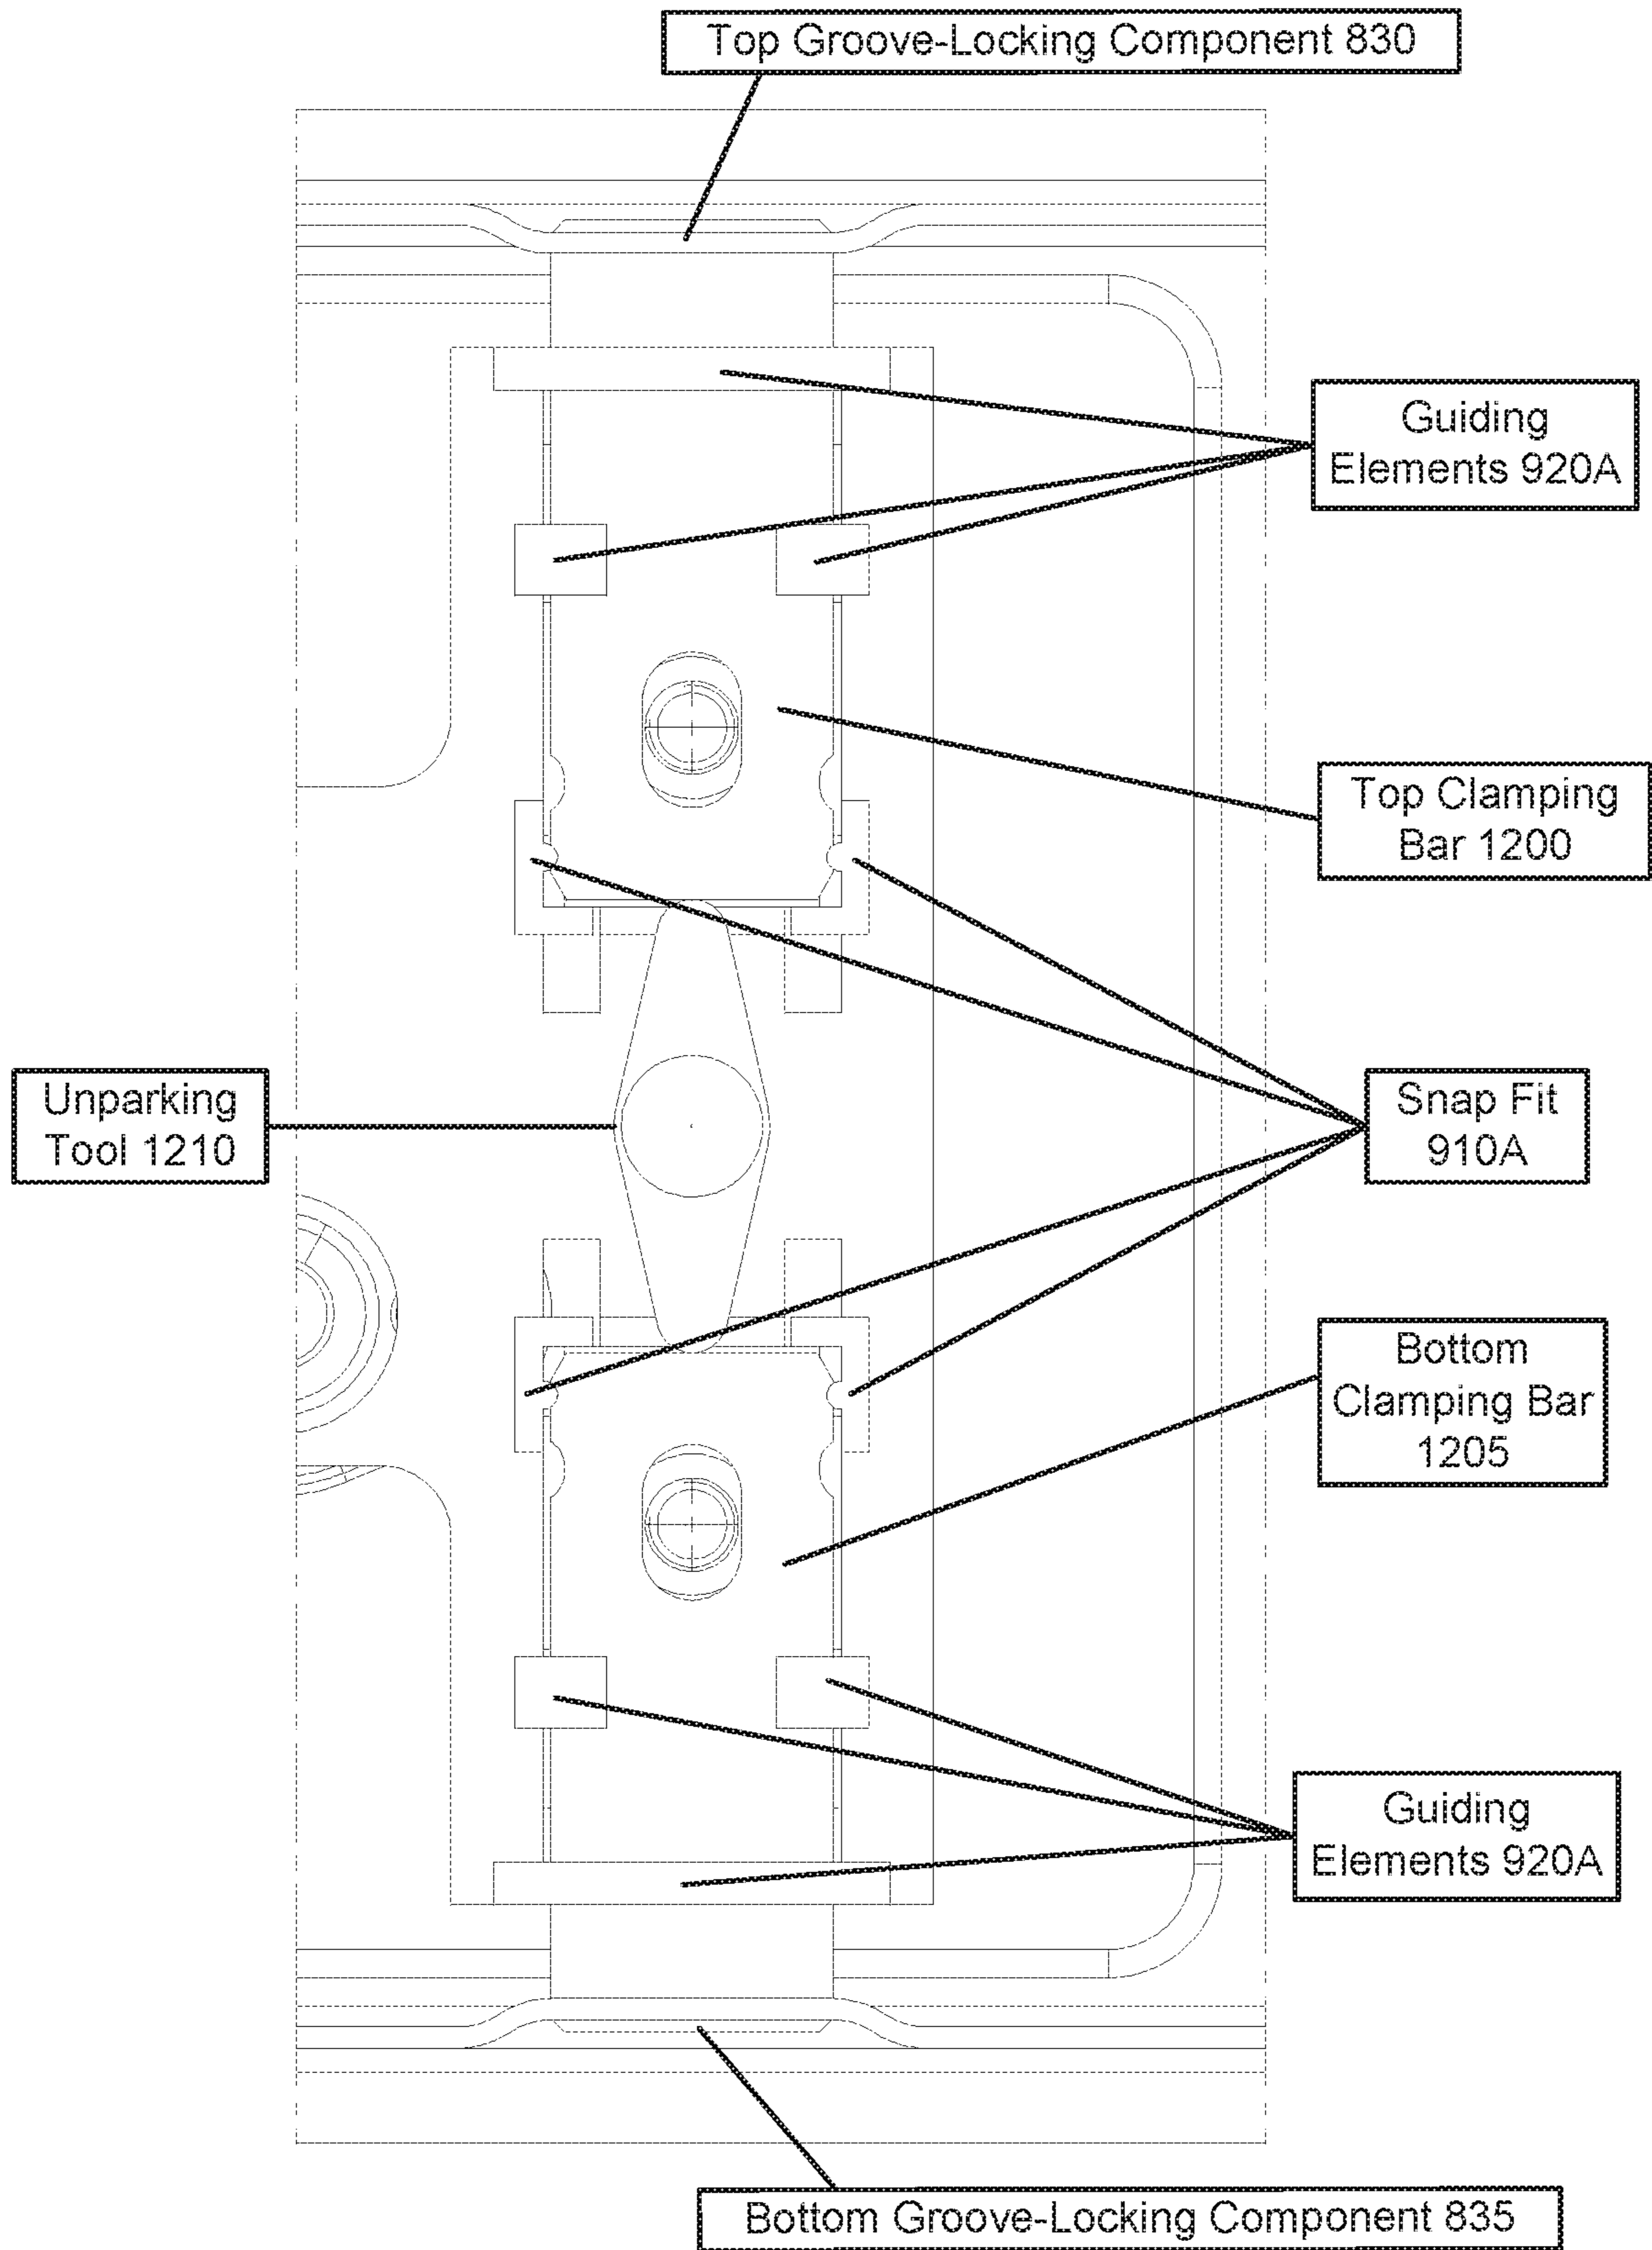 Top Groove-Locking Component 830
Guiding
Elements 920A
Top Clamping
Bar 1200
Unparking
Tool 1210
Snap Fit
910A
Bottom
Clamping Bar
1205
Guiding
Elements 920A
Bottom Groove-Locking Component 835